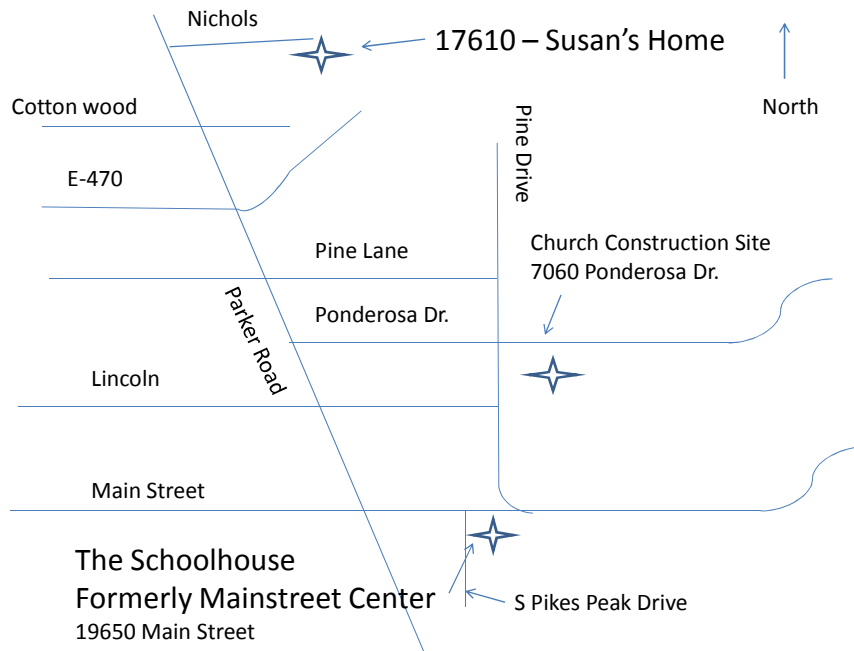 Nichols
17610 – Susan's Home
Cotton wood
North
Pine Drive
E-470
Church Construction Site
7060 Ponderosa Dr.
Pine Lane
Parker Road
Ponderosa Dr.
Lincoln
Main Street
The Schoolhouse
Formerly Mainstreet Center
19650 Main Street
S Pikes Peak Drive